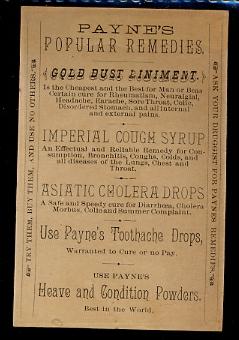 PAYNE'S
POPULAR REMEDIES.
GOLD DUST LINIMENT.
Is the Cheapest and the Best for Man or Beas
Certain cure for Rheumatism, Neuralgia,
Headache, Earache, Sore Throat, Colic,
Disordered Stomach, and all internal
and external pains.
IMPERIAL COUGH SYRUP
An Effectual and Reliable Remedy for Con-
sumption, Bronchitis, Coughs, Colds, and
all diseases of the Lungs, Chest and
Throat.
ASIATIC CHOLERA DROPS
A Safe and Speedy cure for Diarrhœa, Cholera
Morbus, Colic and Summer Complaint.
Use Payne's Toothache Drops,
Warranted to Cure or no Pay.
USE PAYNE'S
Heave and Condition Powders.
Best in the World.
TRY THEM, BUY THEM, AND USE NO OTHERS.
ASK YOUR DRUGGIST FOR PAYNES REMEDIES.